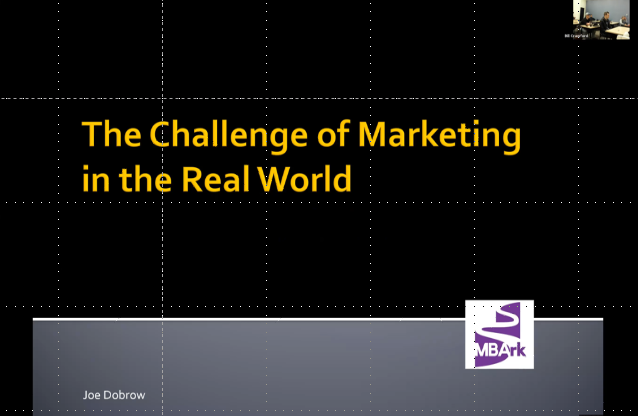 The Challenge of Marketing
in the Real World
MBArk
Joe Dobrow